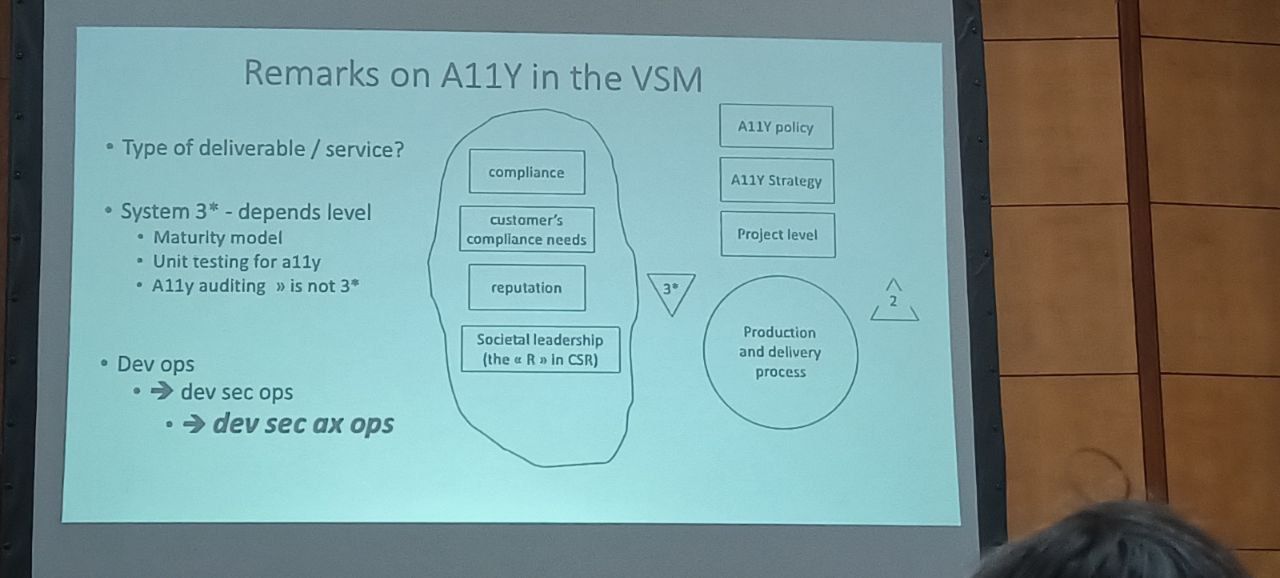 Remarks on A11Y in the VSM
• Type of deliverable / service?
• System 3* - depends level
• Maturity model
• Unit testing for a11y
• A11y auditing » is not 3*
• Dev ops
• ➔ dev sec ops
• ➔ dev sec ax ops
compliance
customer's
compliance needs
reputation
Societal leadership
(the « R » in CSR)
3*
A11Y policy
A11Y Strategy
Project level
Production
and delivery
process
2